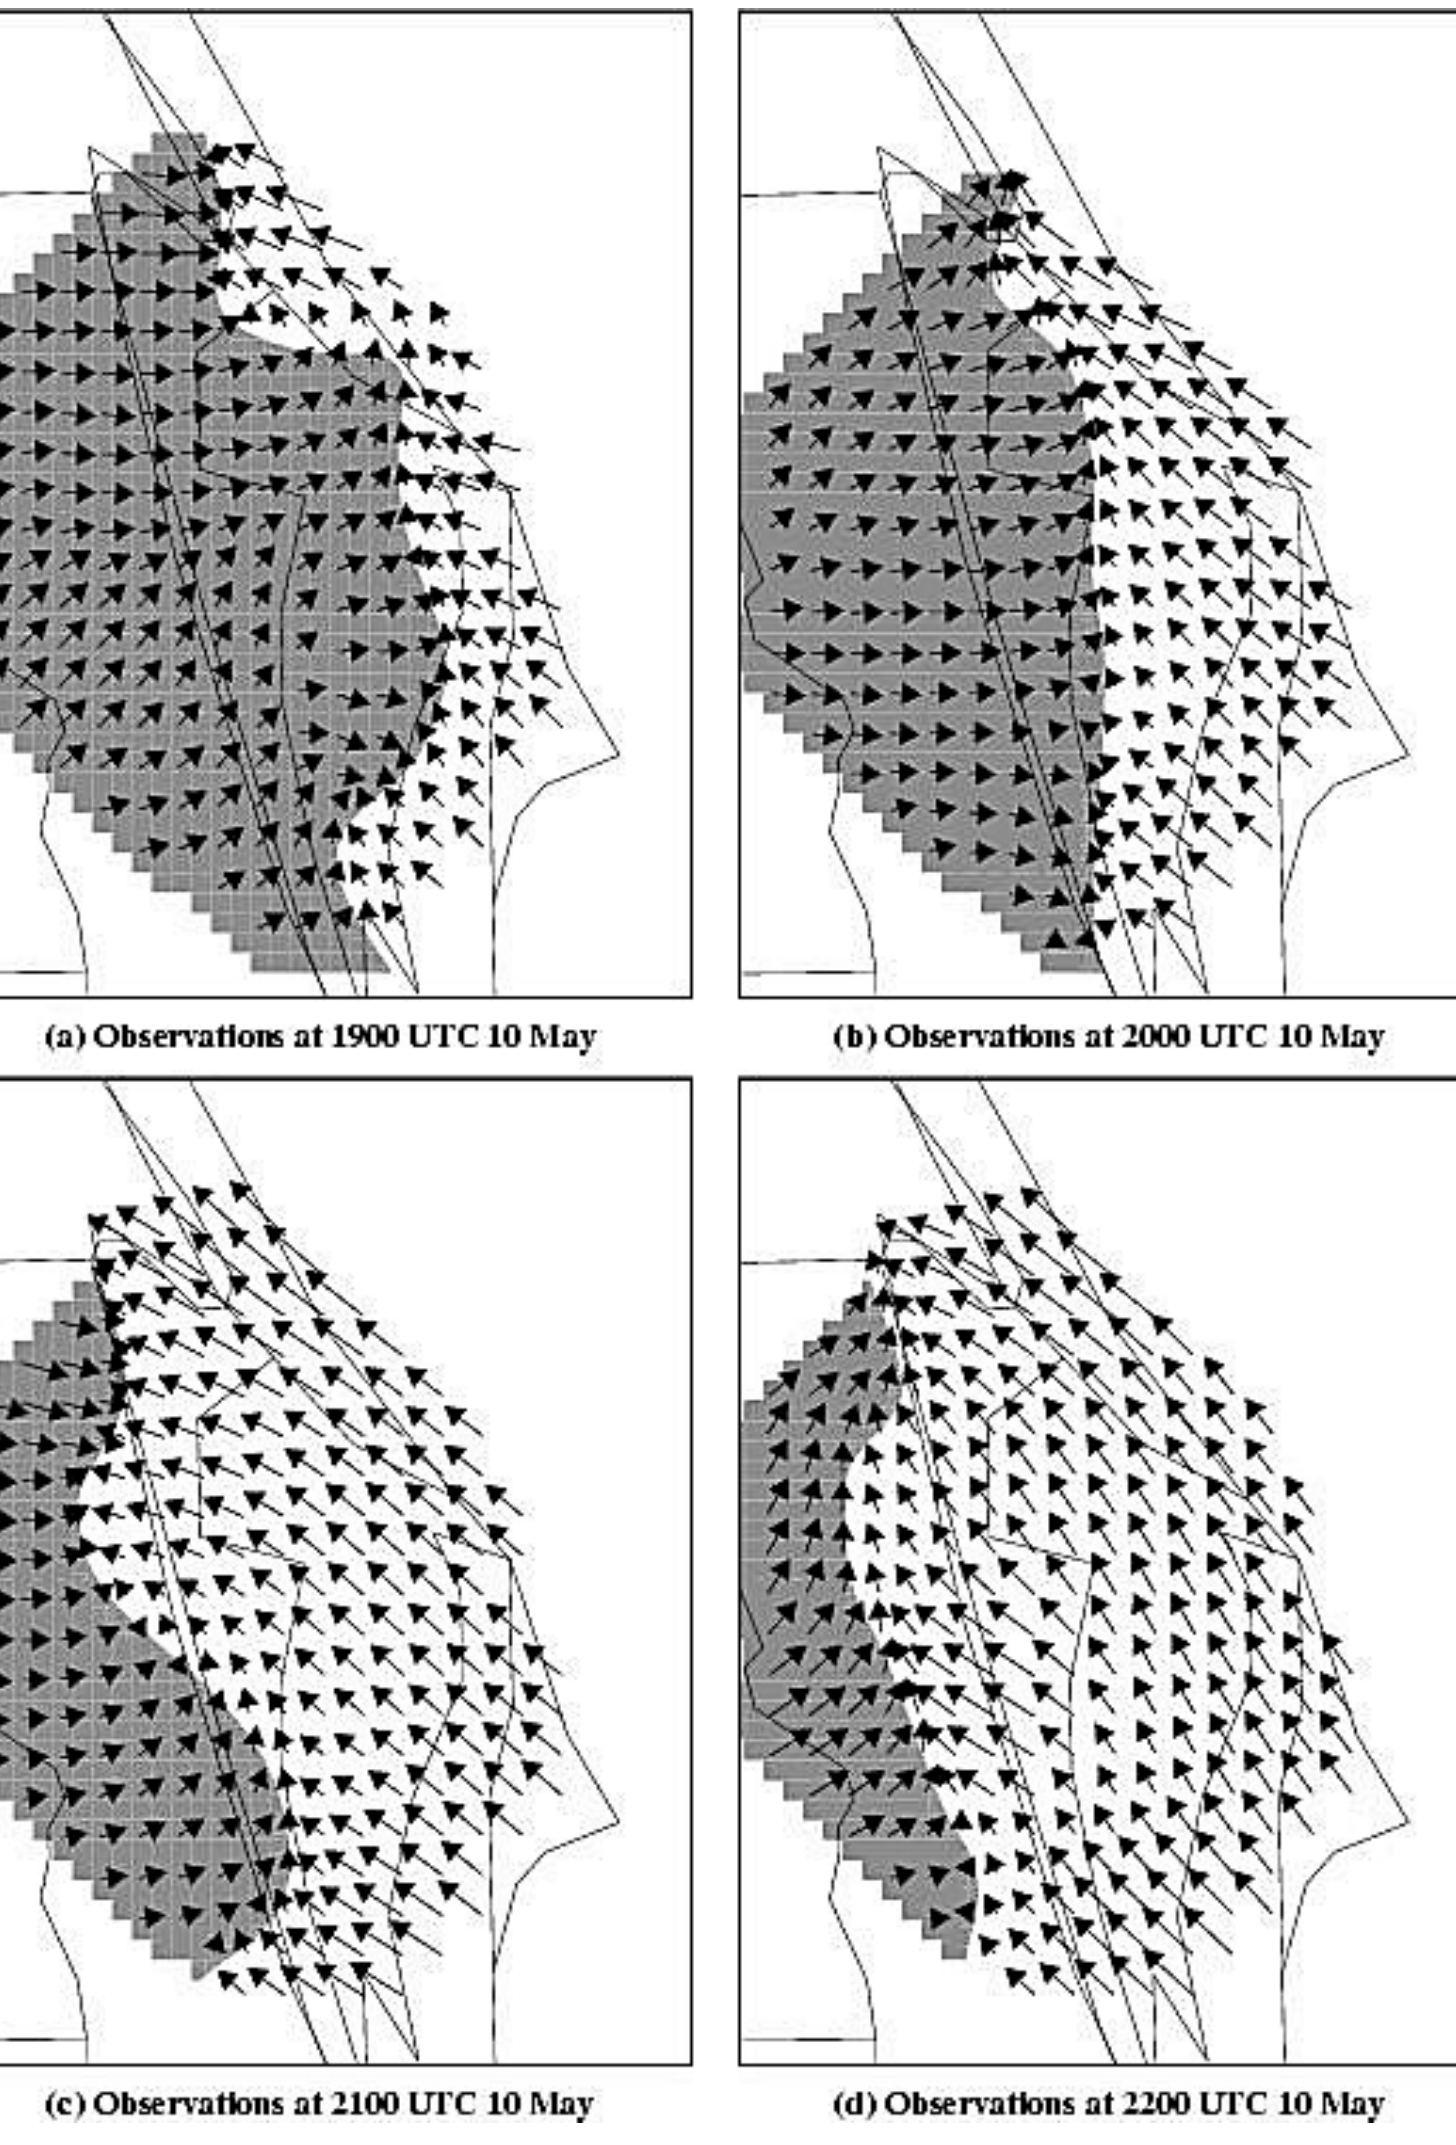 (a) Observations at 1900 UTC 10 May
(b) Observations at 2000 UTC 10 May
(c) Observations at 2100 UTC 10 May
(d) Observations at 2200 UTC 10 May